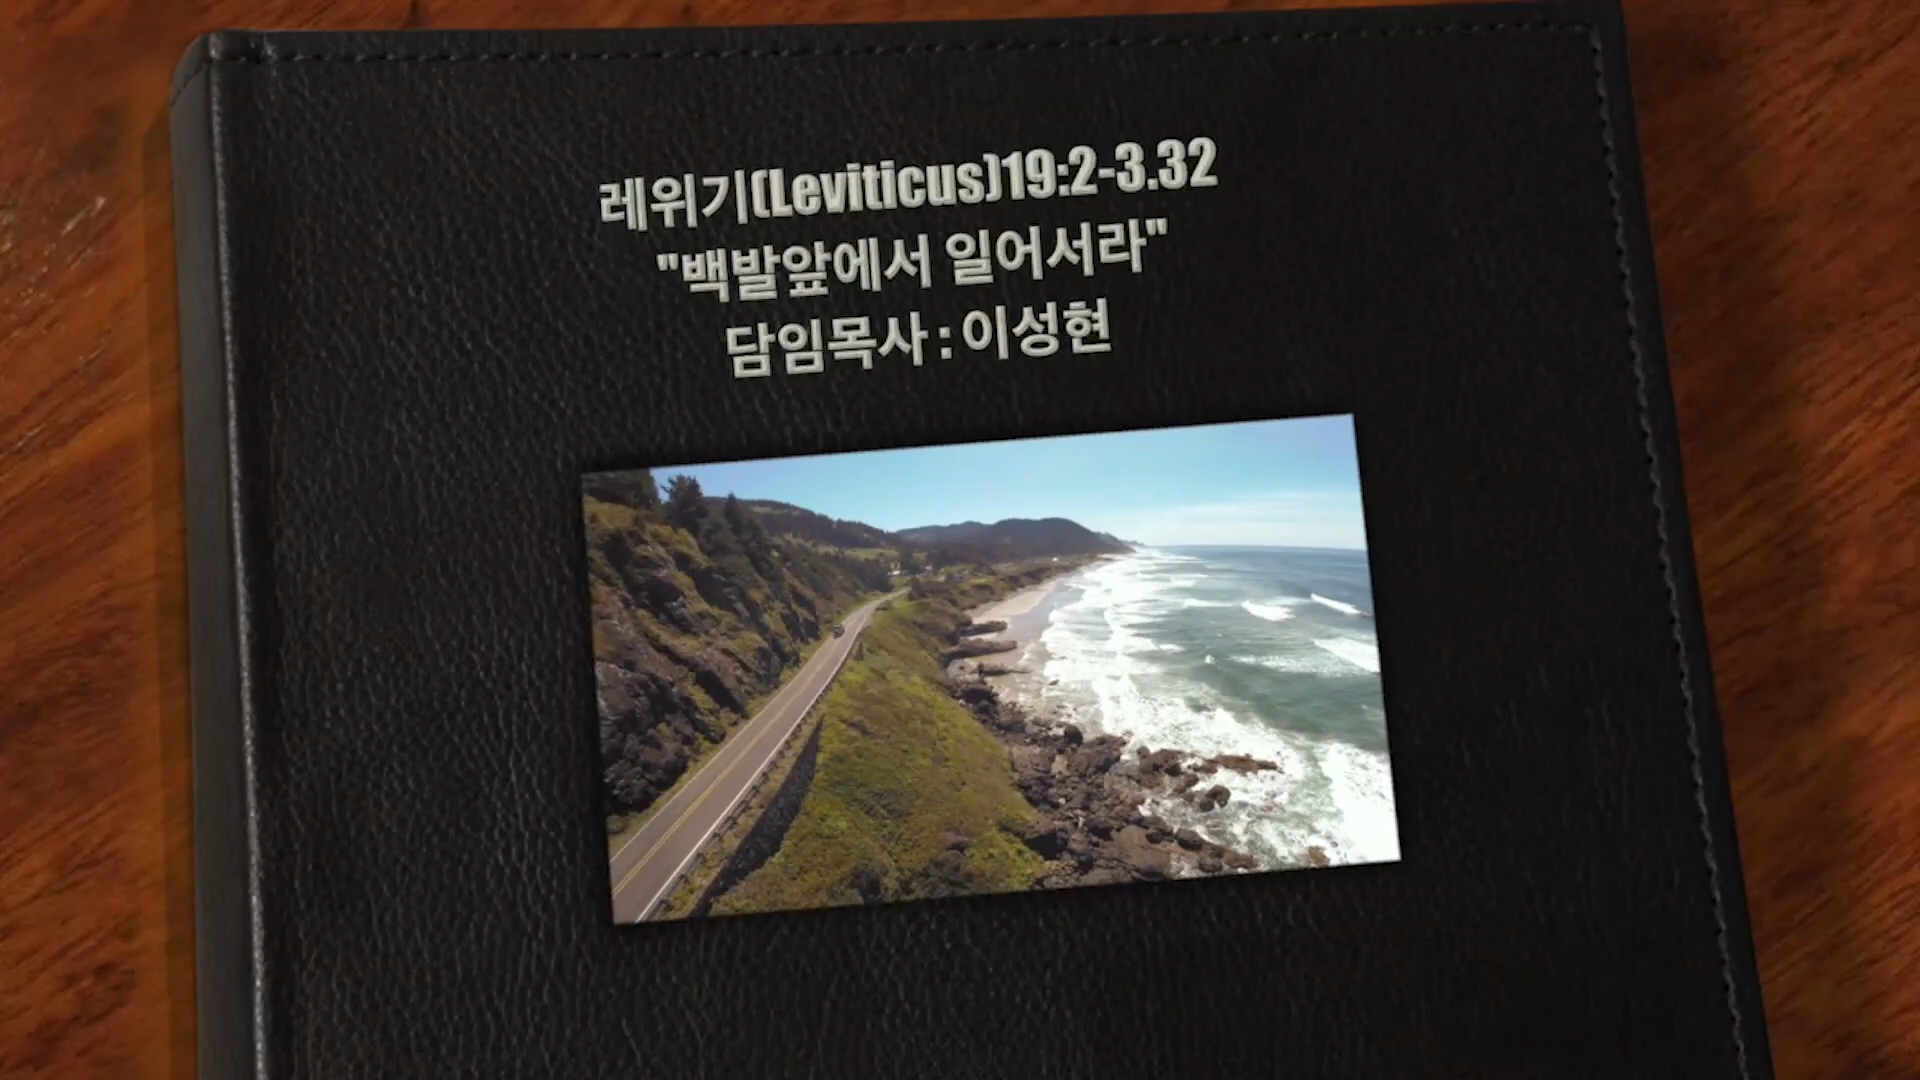 레위기(Leviticus)19:2-3.32
"백발앞에서 일어서라"
담임목사 : 이성현